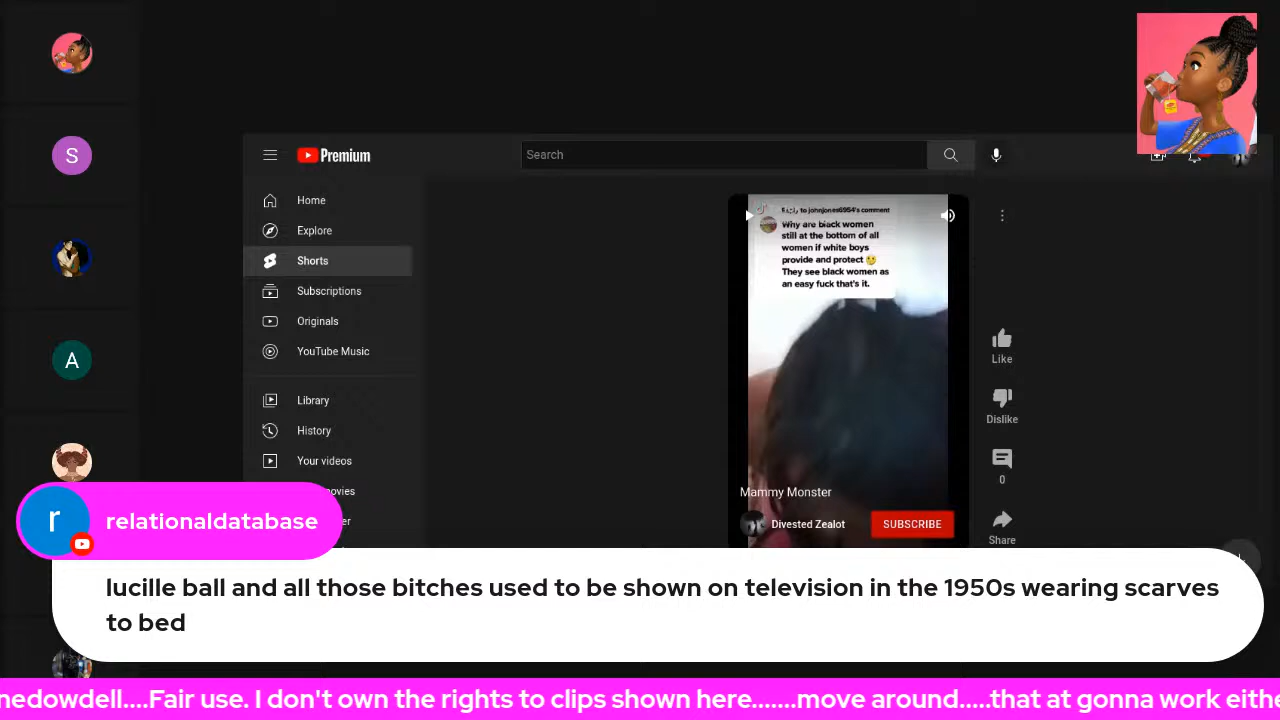 S
A
Premium
Search
Home
Explore
Shorts
Subscriptions
Originals
YouTube Music
Library
History
Your videos
Reply to johnjones6954's comment
Why are black women
still at the bottom of all
women if white boys
provide and protect 🤔
They see black women as
an easy fuck that's it.
Mammy Monster
Divested Zealot
SUBSCRIBE
Like
Dislike
0
Share
r
relationaldatabase
lucille ball and all those bitches used to be shown on television in the 1950s wearing scarves
to bed
nedowdell....Fair use. I don't own the rights to clips shown here.......move around.....that at gonna work eithe